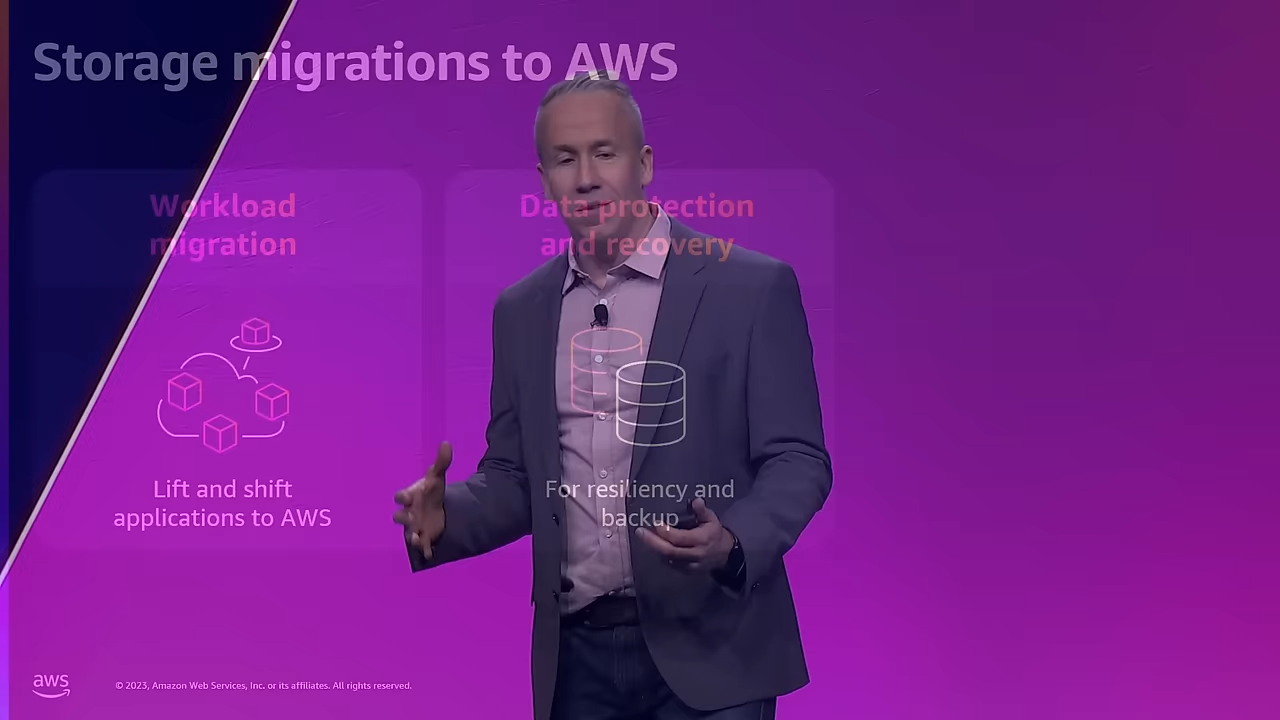 Storage migrations to AWS
Workload
migration
Data protection
and recovery
Lift and shift
applications to AWS
For resiliency and
backup
aws
© 2023, Amazon Web Services, Inc. or its affiliates. All rights reserved.